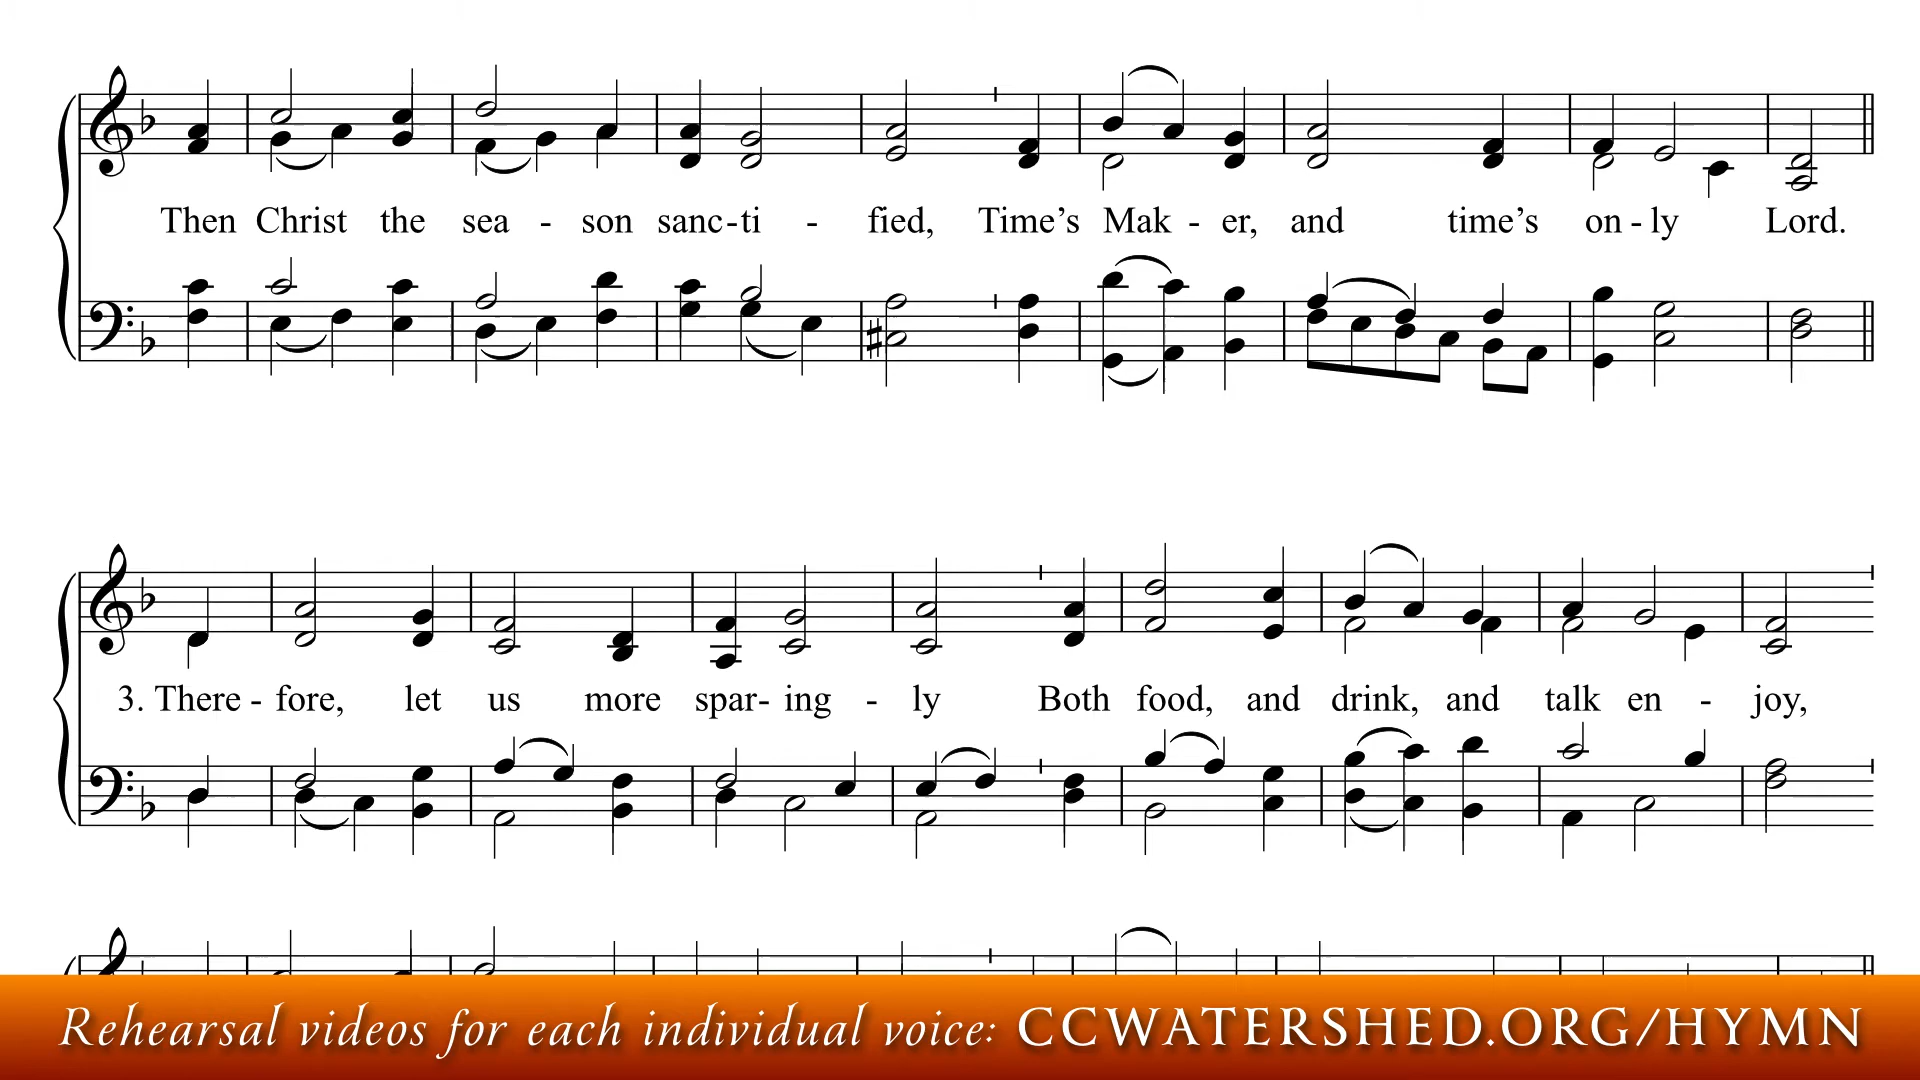 Then Christ the sea - son sanc-ti - fied, Time’s Mak - er, and time’s on - ly Lord.
3. There - fore, let us more spar- ing - ly Both food, and drink, and talk en - joy,
Rehearsal videos for each individual voice: CCWATERSHED.ORG/HYMN